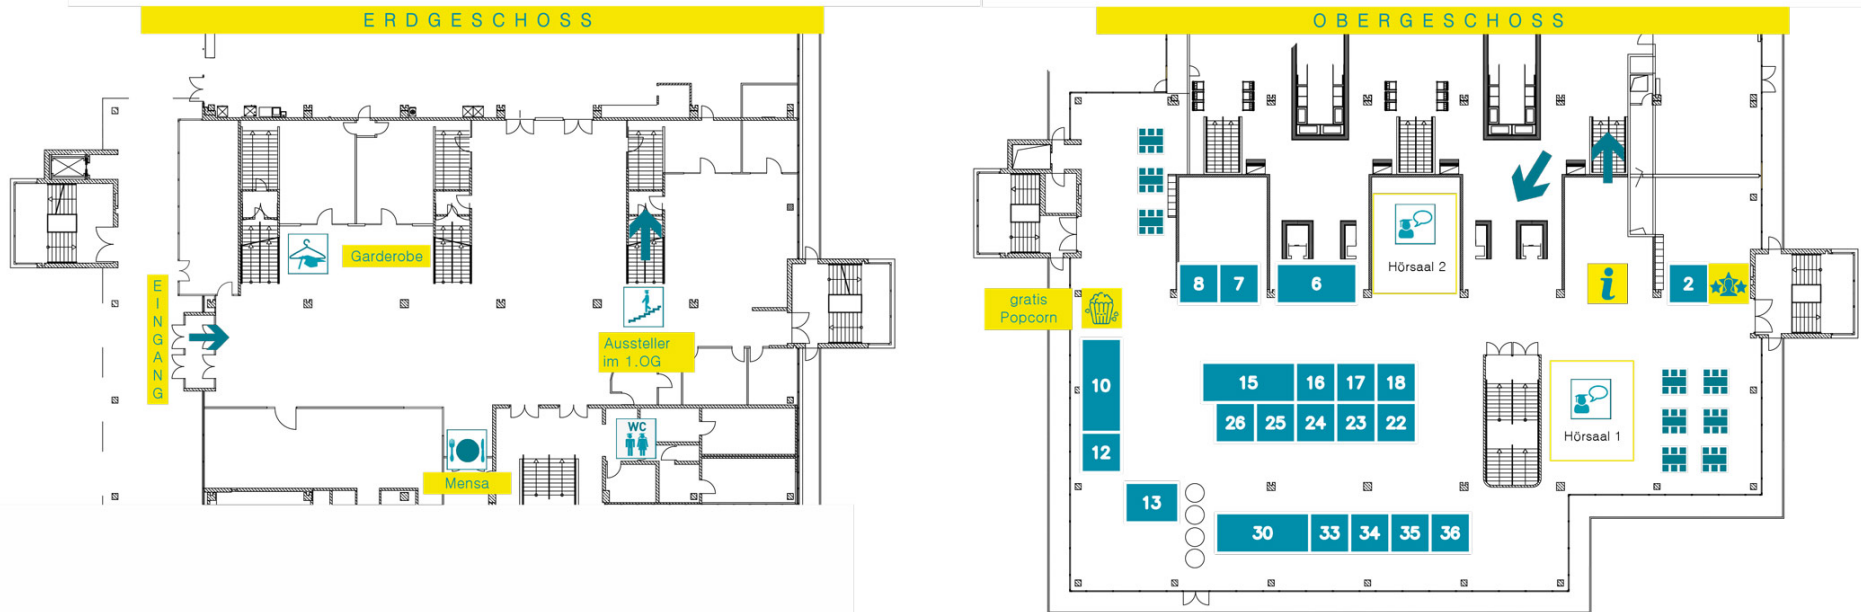 ERDGESCHOSS
Garderobe
EINGANG
Aussteller
im 1.OG
WC
Mensa
OBERGESCHOSS
Hörsaal 2
8
7
6
i
2
gratis
Popcorn
10
15
16
17
18
26
25
24
23
22
12
Hörsaal 1
13
30
33
34
35
36